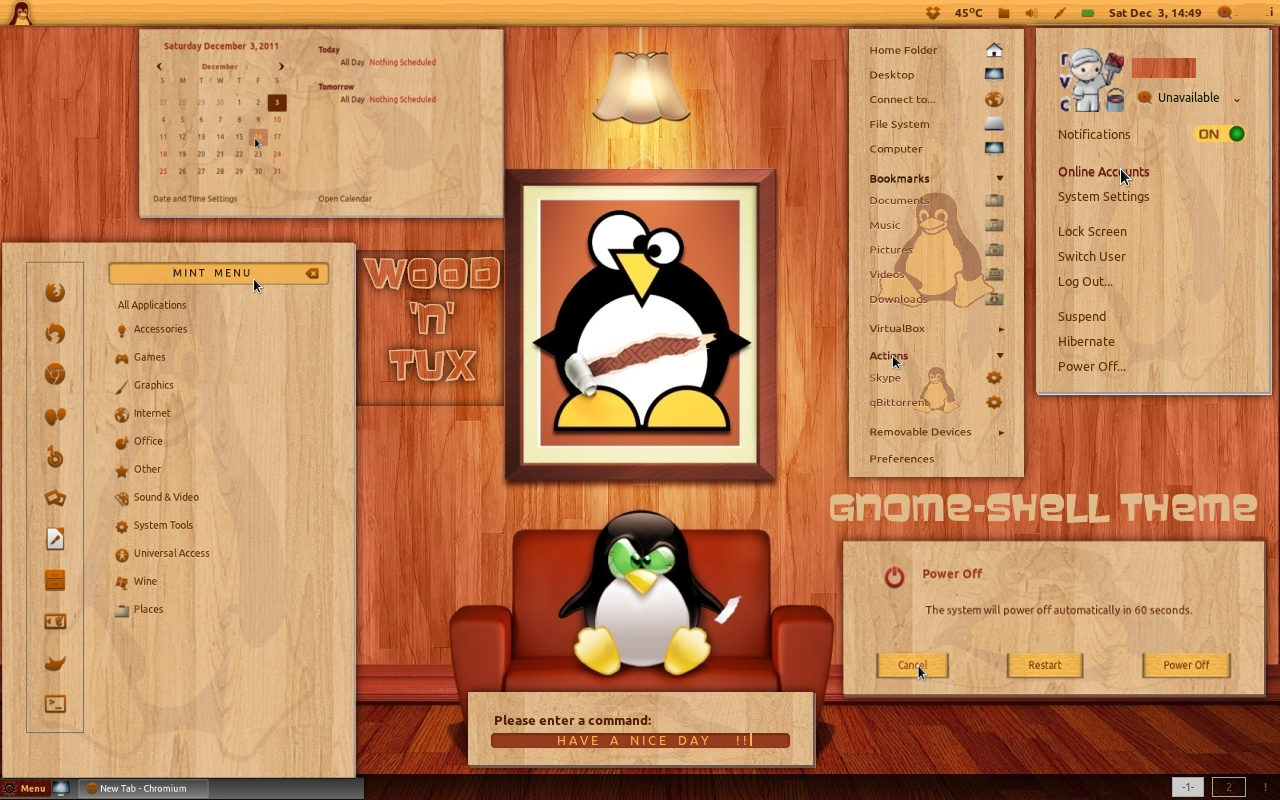 45°C
Sat Dec 3, 14:49
Saturday December 3, 2011
December
S M T W T F S
27 28 29 30 1 2 3
4 5 6 7 8 9 10
11 12 13 14 15 17
18 19 20 21 22 23 24
25 26 27 28 29 30 31
Date and Time Settings
Today
All Day Nothing Scheduled
Tomorrow
All Day Nothing Scheduled
Open Calendar
MINT MENU
All Applications
Accessories
Games
Graphics
Internet
Office
Other
Sound & Video
System Tools
Universal Access
Wine
Places
WOOD
'n'
TUX
Home Folder
Desktop
Connect to...
File System
Computer
Bookmarks
Documents
Music
Pictures
Videos
Downloads
VirtualBox
Actions
Skype
qBittorrent
Removable Devices
Preferences
Unavailable
Notifications
ON
Online Accounts
System Settings
Lock Screen
Switch User
Log Out...
Suspend
Hibernate
Power Off...
GNOME-SHELL THEME
Power Off
The system will power off automatically in 60 seconds.
Cancel
Restart
Power Off
Please enter a command:
HAVE A NICE DAY !!
Menu
New Tab - Chromium
-1-
2
!